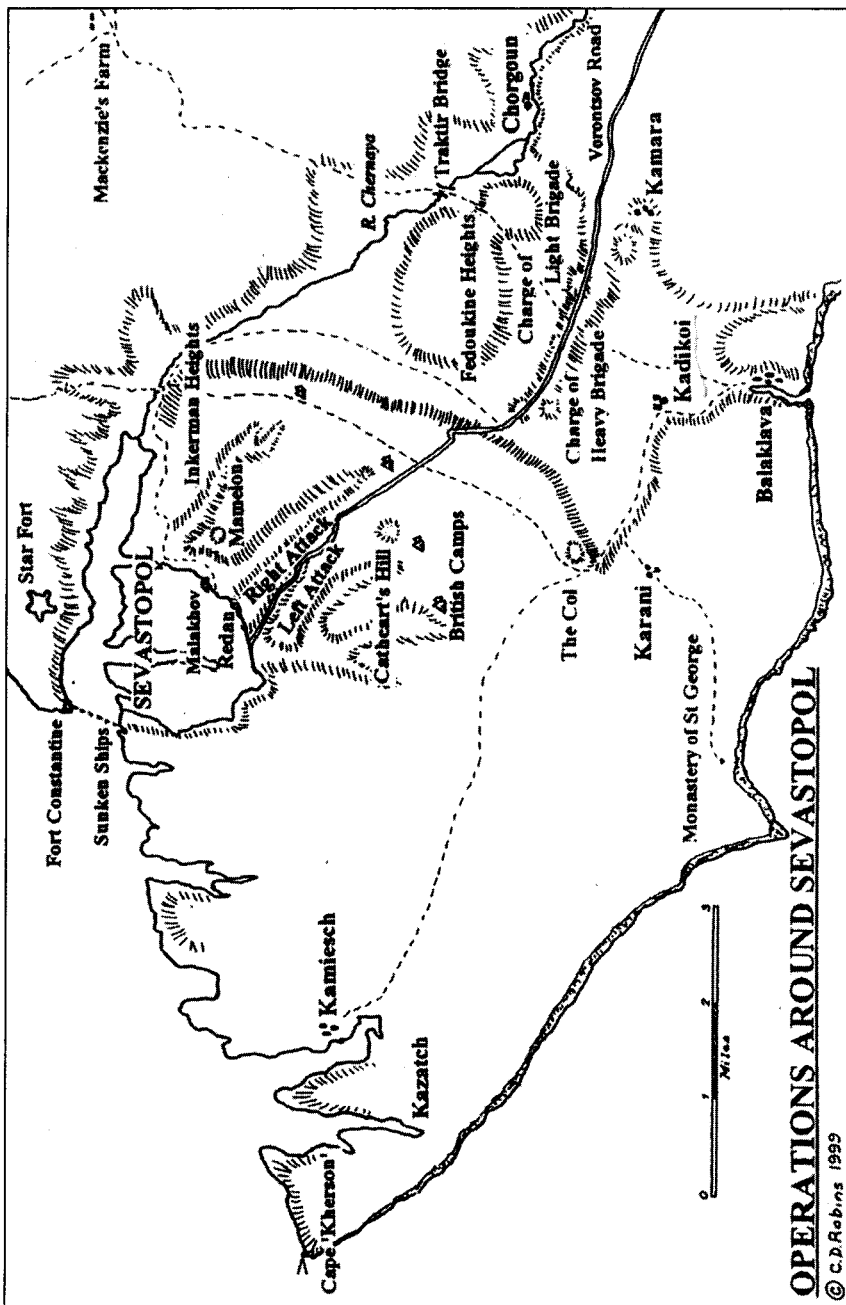 Mackenzie's Farm
Star Fort
Fort Constantine
Sunken Ships
SEVASTOPOL
Inkerman Heights
R. Chernaya
Traktir Bridge
Chorgoun
Malakhov
Mamelon
Redan
Right Attack
Left Attack
Fedoukine Heights
Charge of
Light Brigade
Vorontsov Road
Cathcart's Hill
British Camps
Charge of
Heavy Brigade
Kamara
Kadikoi
The Col
Karani
Balaklava
Monastery of St George
Kamiesch
Kazatch
Cape 'Kherson'
0 1 2 3
Miles
OPERATIONS AROUND SEVASTOPOL
© C.D.Robins 1999